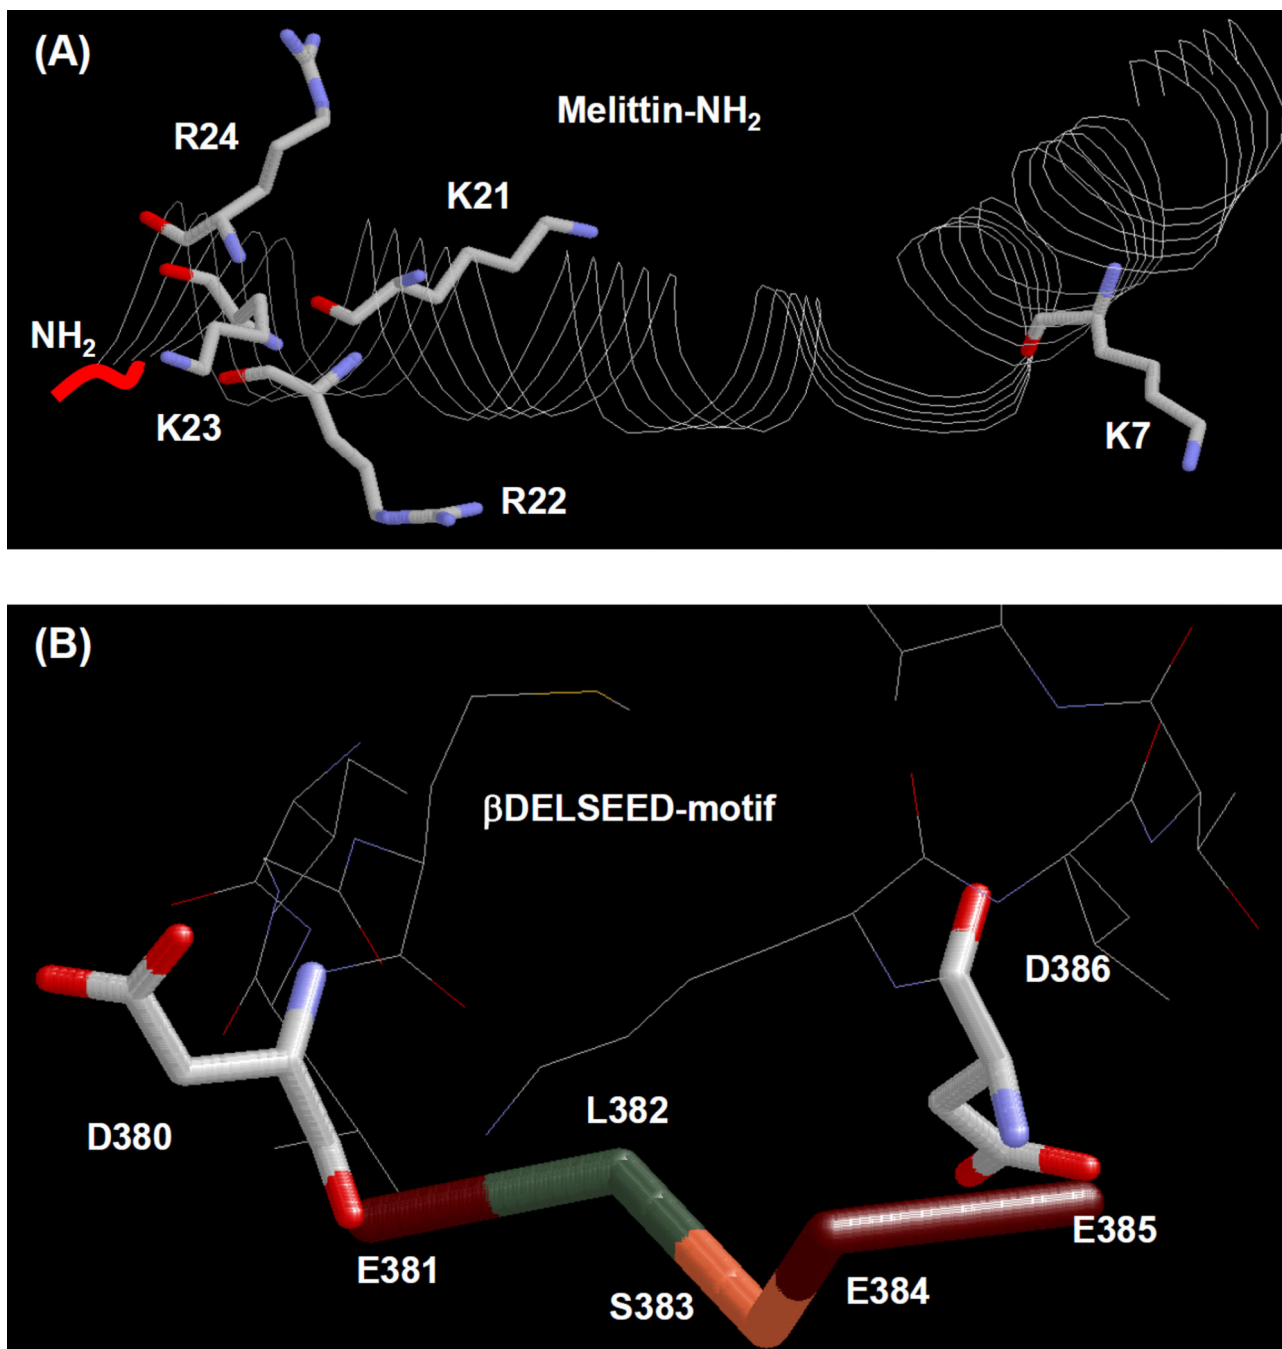 (A)
R24
Melittin-NH₂
K21
NH₂
K23
K7
R22
(B)
βDELSEED-motif
D386
L382
D380
E385
E381
E384
S383